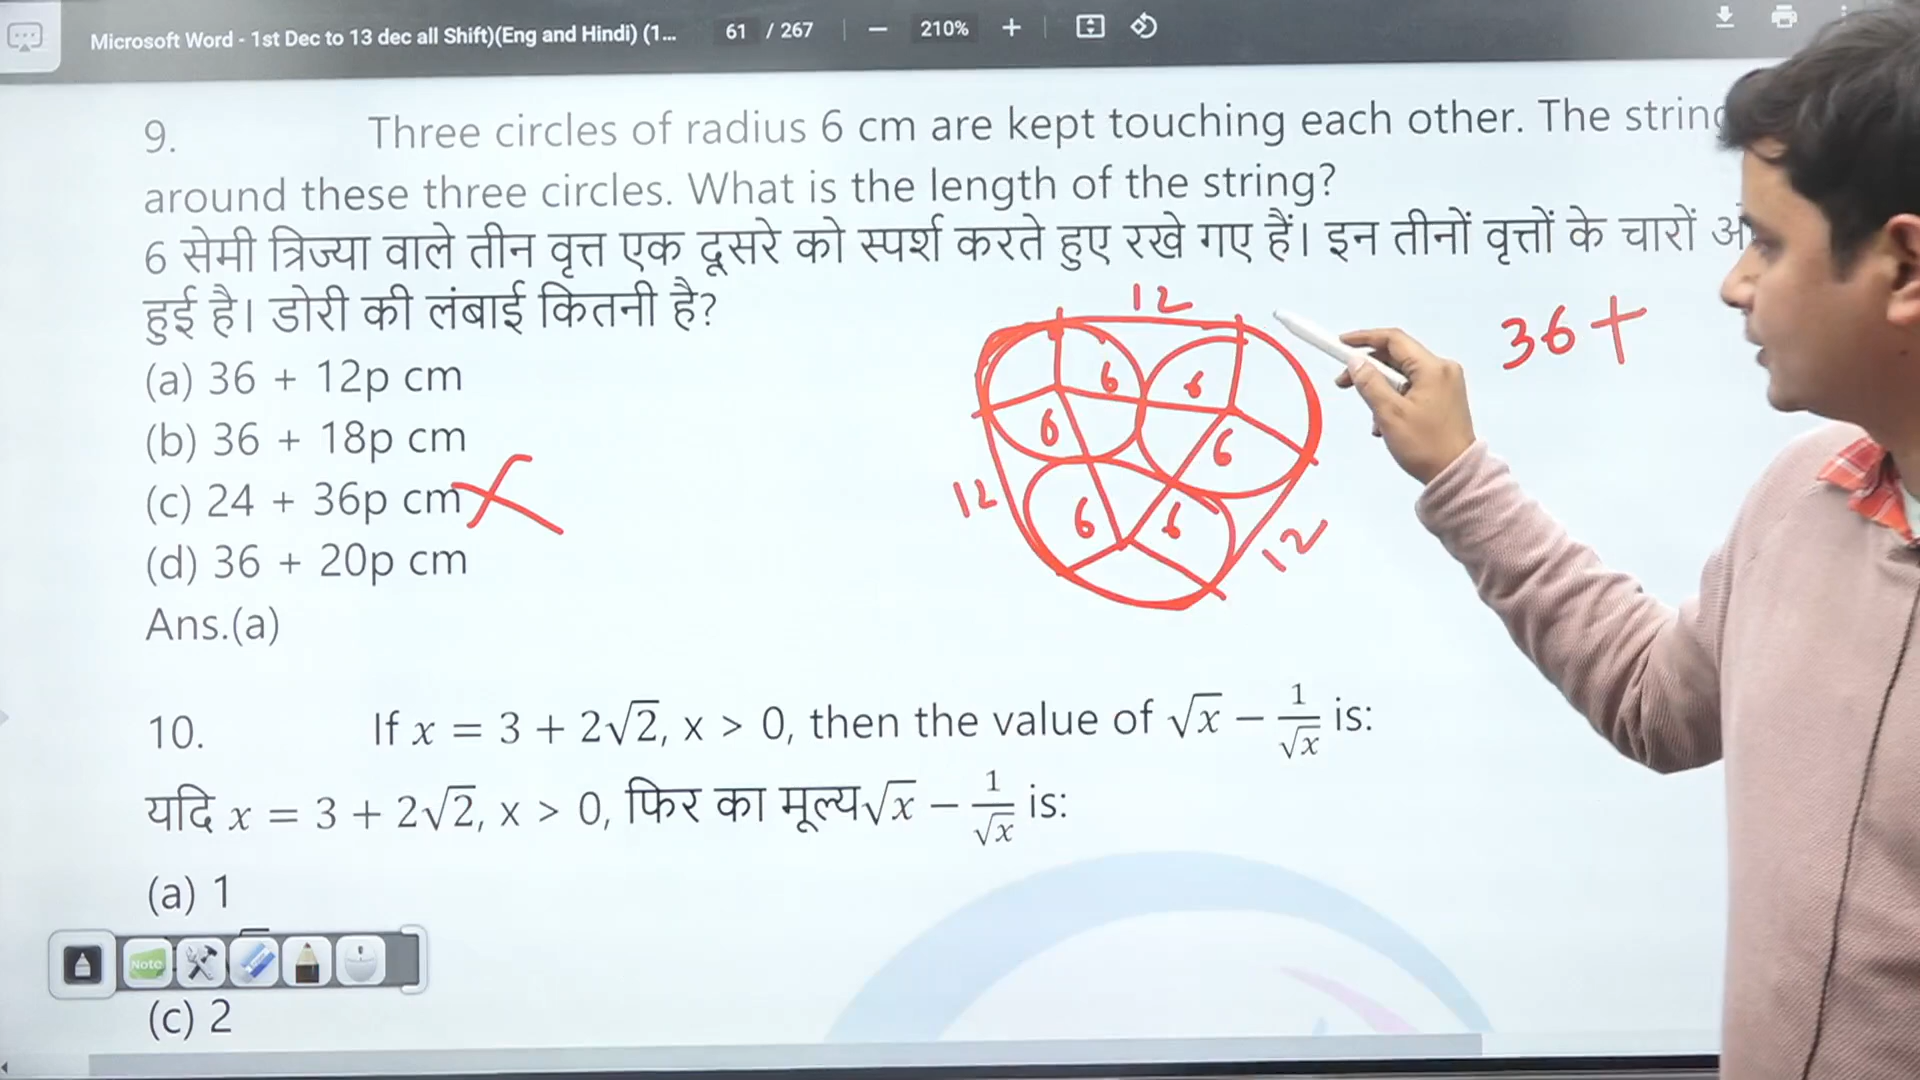 Microsoft Word - 1st Dec to 13 dec all Shift)(Eng and Hindi) (1... 61 / 267 — 210% +
9. Three circles of radius 6 cm are kept touching each other. The string
around these three circles. What is the length of the string?
6 सेमी त्रिज्या वाले तीन वृत्त एक दूसरे को स्पर्श करते हुए रखे गए हैं। इन तीनों वृत्तों के चारों
हुई है। डोरी की लंबाई कितनी है?
12
36 +
(a) 36 + 12p cm
6 6
(b) 36 + 18p cm
6 6
(c) 24 + 36p cm
12
6 6
12
(d) 36 + 20p cm
Ans.(a)
10. If x = 3 + 2√2, x > 0, then the value of √x − 1/√x is:
यदि x = 3 + 2√2, x > 0, फिर का मूल्य√x − 1/√x is:
(a) 1
Note
(c) 2